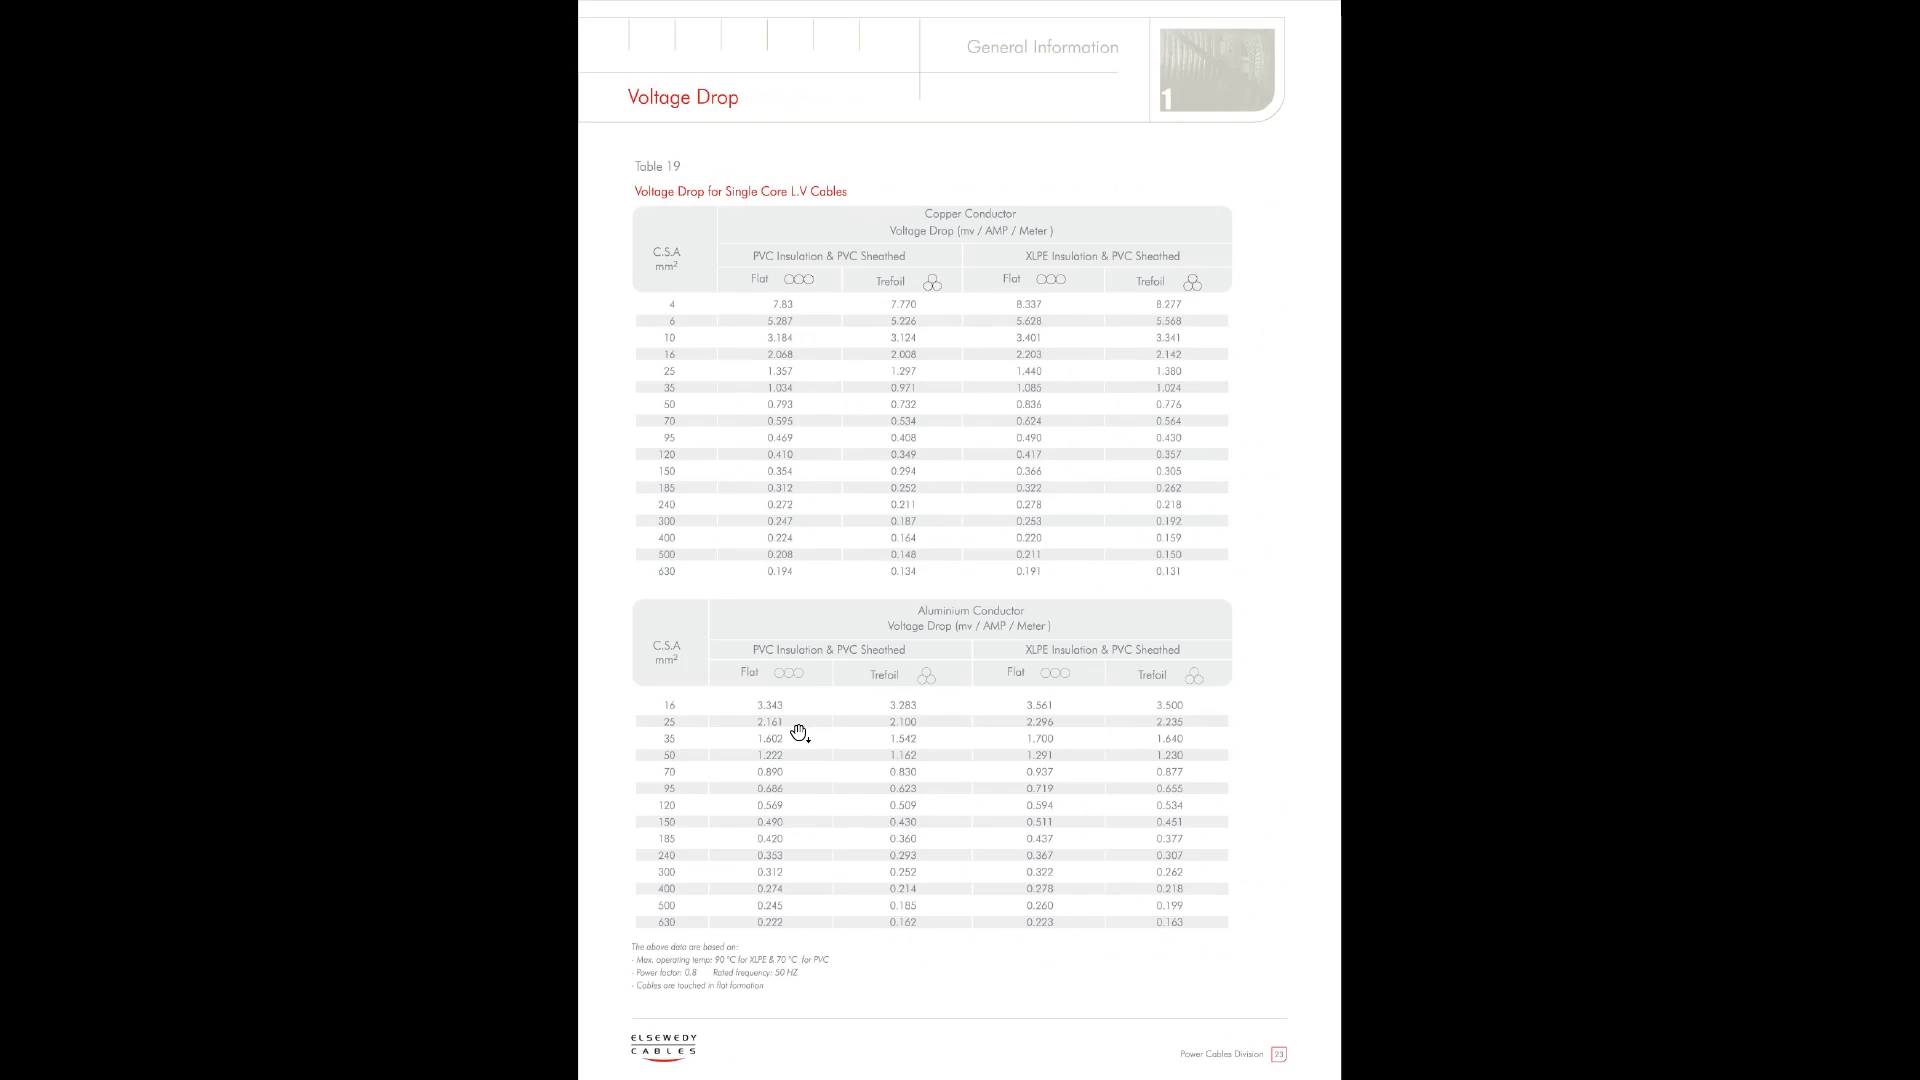 General Information
1
Voltage Drop
Table 19
Voltage Drop for Single Core L.V Cables
Copper Conductor
Voltage Drop (mv / AMP / Meter )
C.S.A
mm²
PVC Insulation & PVC Sheathed XLPE Insulation & PVC Sheathed
Flat Trefoil Flat Trefoil
4 7.83 7.770 8.337 8.277
6 5.287 5.226 5.628 5.568
10 3.184 3.124 3.401 3.341
16 2.068 2.008 2.203 2.142
25 1.357 1.297 1.440 1.380
35 1.034 0.971 1.085 1.024
50 0.793 0.732 0.836 0.776
70 0.595 0.534 0.624 0.564
95 0.469 0.408 0.490 0.430
120 0.410 0.349 0.417 0.357
150 0.354 0.294 0.366 0.305
185 0.312 0.252 0.322 0.262
240 0.272 0.211 0.278 0.218
300 0.247 0.187 0.253 0.192
400 0.224 0.164 0.220 0.159
500 0.208 0.148 0.211 0.150
630 0.194 0.134 0.191 0.131
Aluminium Conductor
Voltage Drop (mv / AMP / Meter )
C.S.A
mm²
PVC Insulation & PVC Sheathed XLPE Insulation & PVC Sheathed
Flat Trefoil Flat Trefoil
16 3.343 3.283 3.561 3.500
25 2.161 2.100 2.296 2.235
35 1.602 1.542 1.700 1.640
50 1.222 1.162 1.291 1.230
70 0.890 0.830 0.937 0.877
95 0.686 0.623 0.719 0.655
120 0.569 0.509 0.594 0.534
150 0.490 0.430 0.511 0.451
185 0.420 0.360 0.437 0.377
240 0.353 0.293 0.367 0.307
300 0.312 0.252 0.322 0.262
400 0.274 0.214 0.278 0.218
500 0.245 0.185 0.260 0.199
630 0.222 0.162 0.223 0.163
The above data are based on:
- Max. operating temp: 90 °C for XLPE & 70 °C for PVC
- Power factor: 0.8 Rated frequency: 50 HZ
- Cables are touched in flat formation
ELSEWEDY
CABLES
Power Cables Division 23